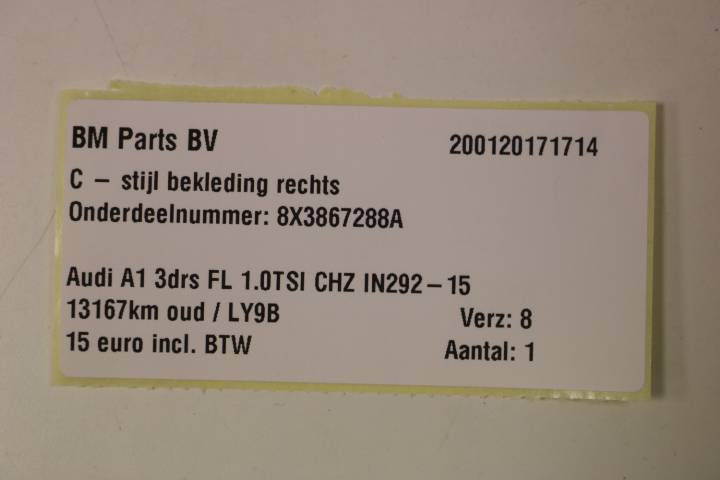 BM Parts BV 200120171714
C – stijl bekleding rechts
Onderdeelnummer: 8X3867288A
Audi A1 3drs FL 1.0TSI CHZ IN292–15
13167km oud / LY9B Verz: 8
15 euro incl. BTW Aantal: 1